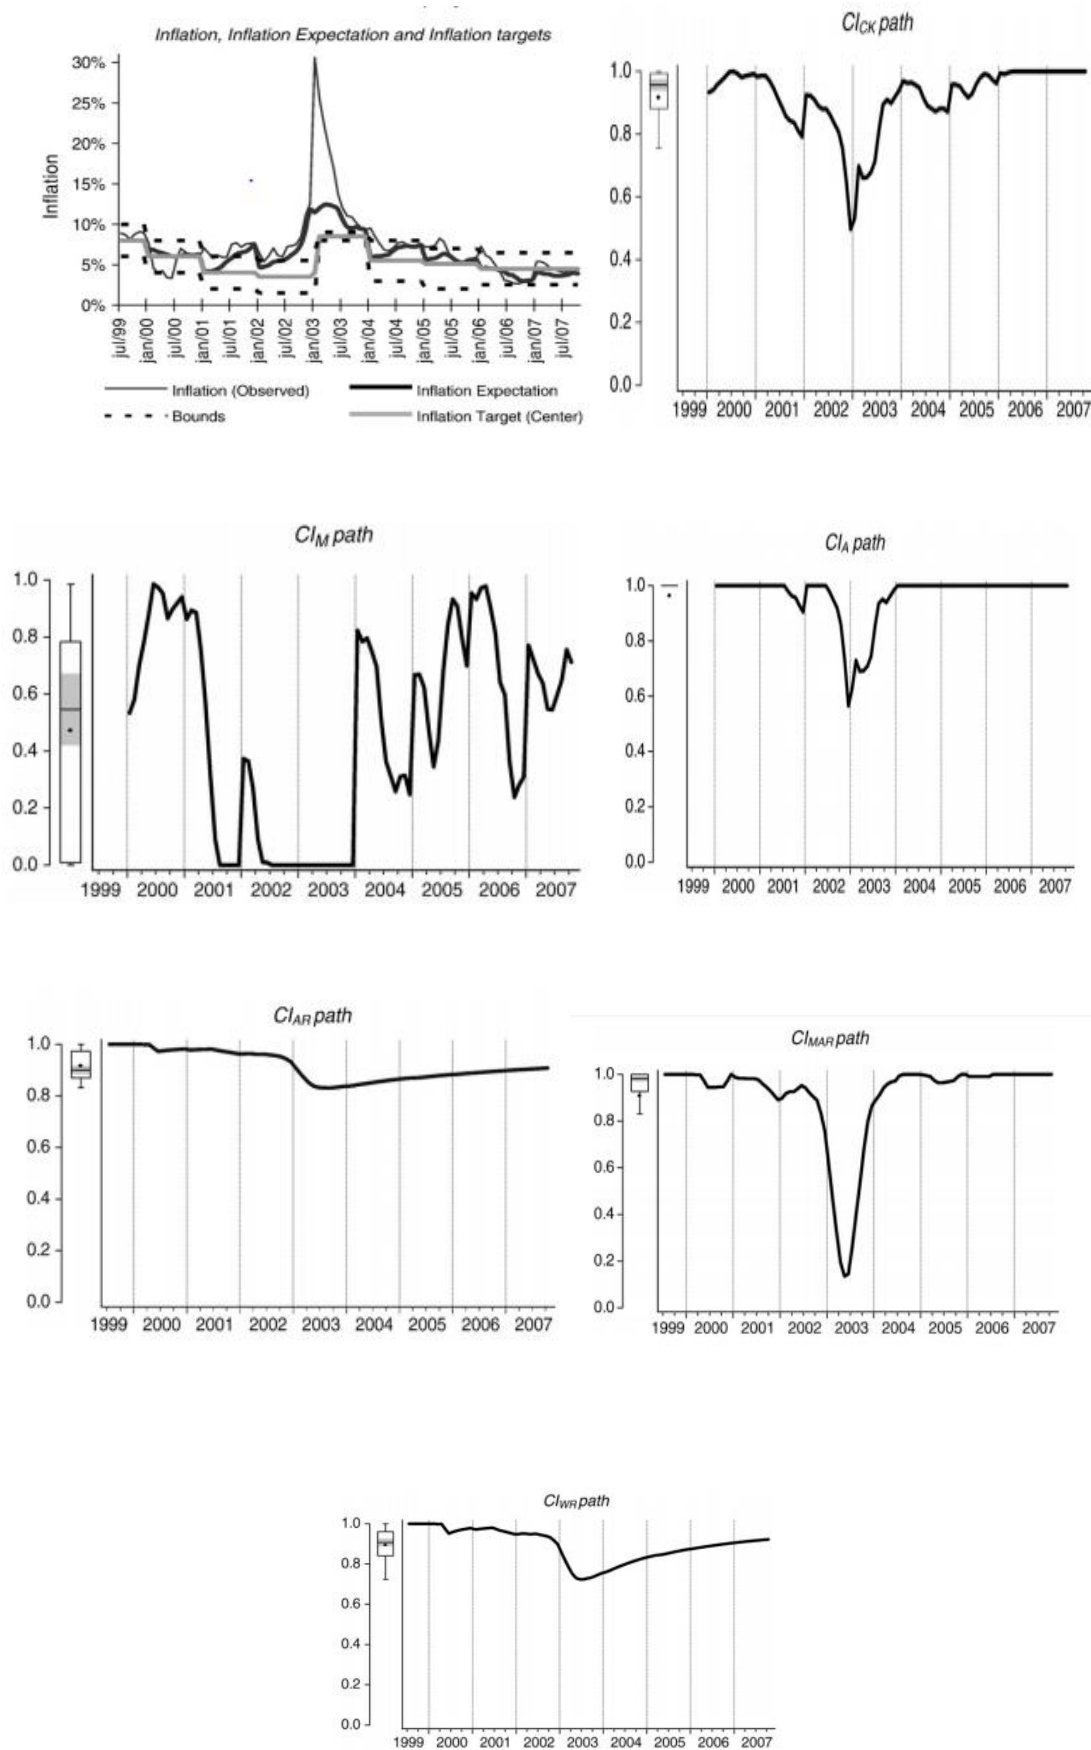 Inflation, Inflation Expectation and Inflation targets
30%
25%
20%
15%
10%
5%
0%
Inflation
jul/99
jan/00
jul/00
jan/01
jul/01
jan/02
jul/02
jan/03
jul/03
jan/04
jul/04
jan/05
jul/05
jan/06
jul/06
jan/07
jul/07
Inflation (Observed)
Inflation Expectation
Bounds
Inflation Target (Center)
CI_CK path
1.0
0.8
0.6
0.4
0.2
0.0
1999 2000 2001 2002 2003 2004 2005 2006 2007
CI_M path
1.0
0.8
0.6
0.4
0.2
0.0
1999 2000 2001 2002 2003 2004 2005 2006 2007
CI_A path
1.0
0.8
0.6
0.4
0.2
0.0
1999 2000 2001 2002 2003 2004 2005 2006 2007
CI_AR path
1.0
0.8
0.6
0.4
0.2
0.0
1999 2000 2001 2002 2003 2004 2005 2006 2007
CI_MAR path
1.0
0.8
0.6
0.4
0.2
0.0
1999 2000 2001 2002 2003 2004 2005 2006 2007
CI_WR path
1.0
0.8
0.6
0.4
0.2
0.0
1999 2000 2001 2002 2003 2004 2005 2006 2007